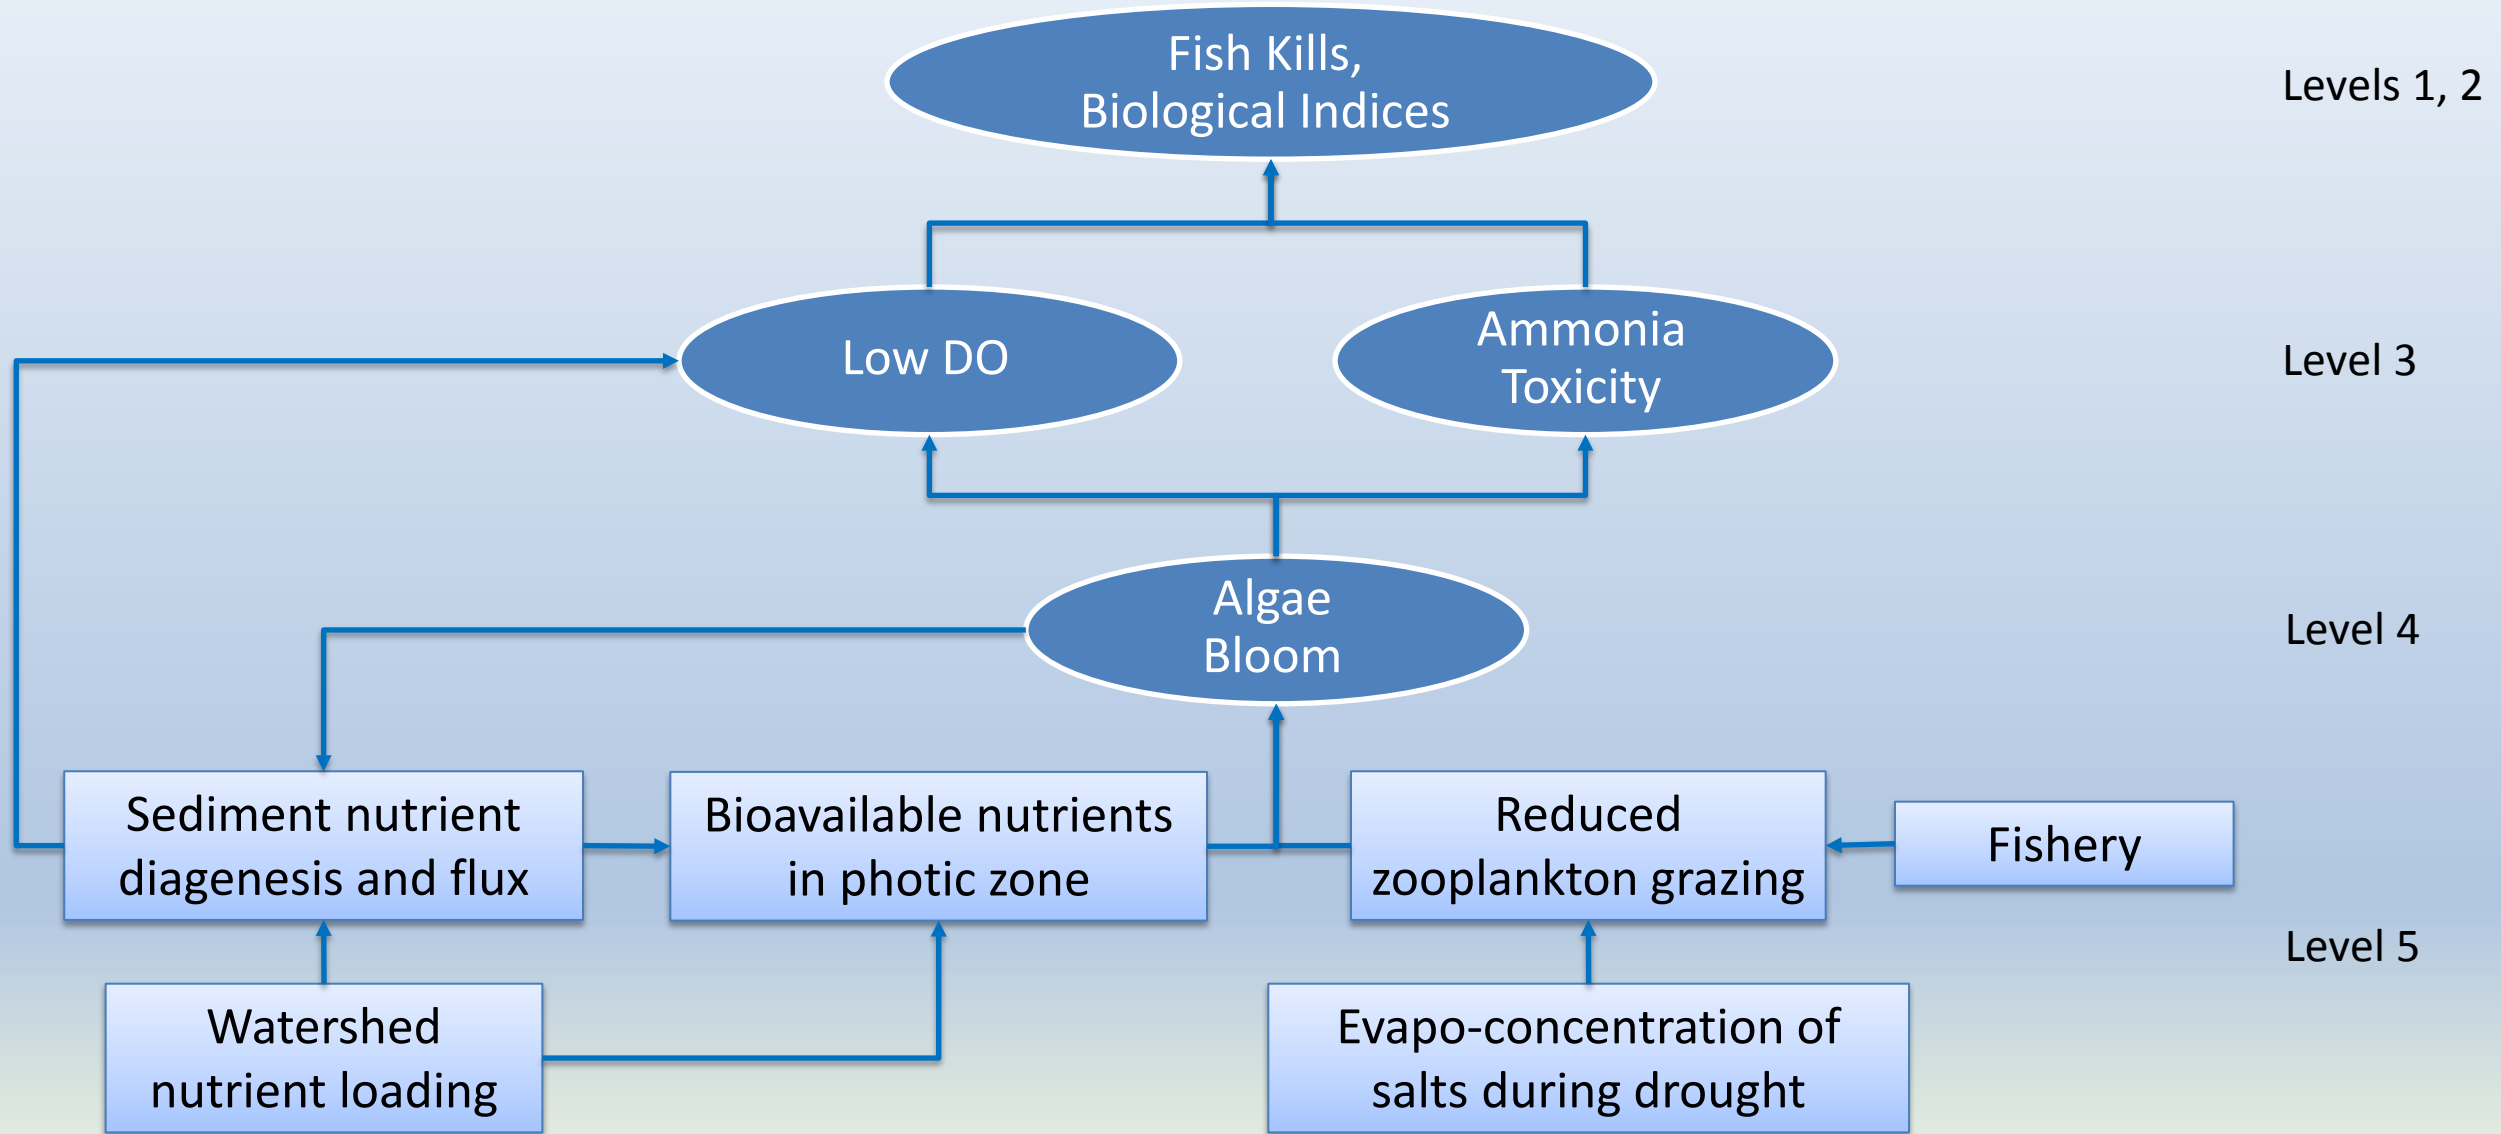 Fish Kills,
Biological Indices
Levels 1, 2
Low DO
Ammonia
Toxicity
Level 3
Algae
Bloom
Level 4
Sediment nutrient
diagenesis and flux
Bioavailable nutrients
in photic zone
Reduced
zooplankton grazing
Fishery
Level 5
Watershed
nutrient loading
Evapo-concentration of
salts during drought